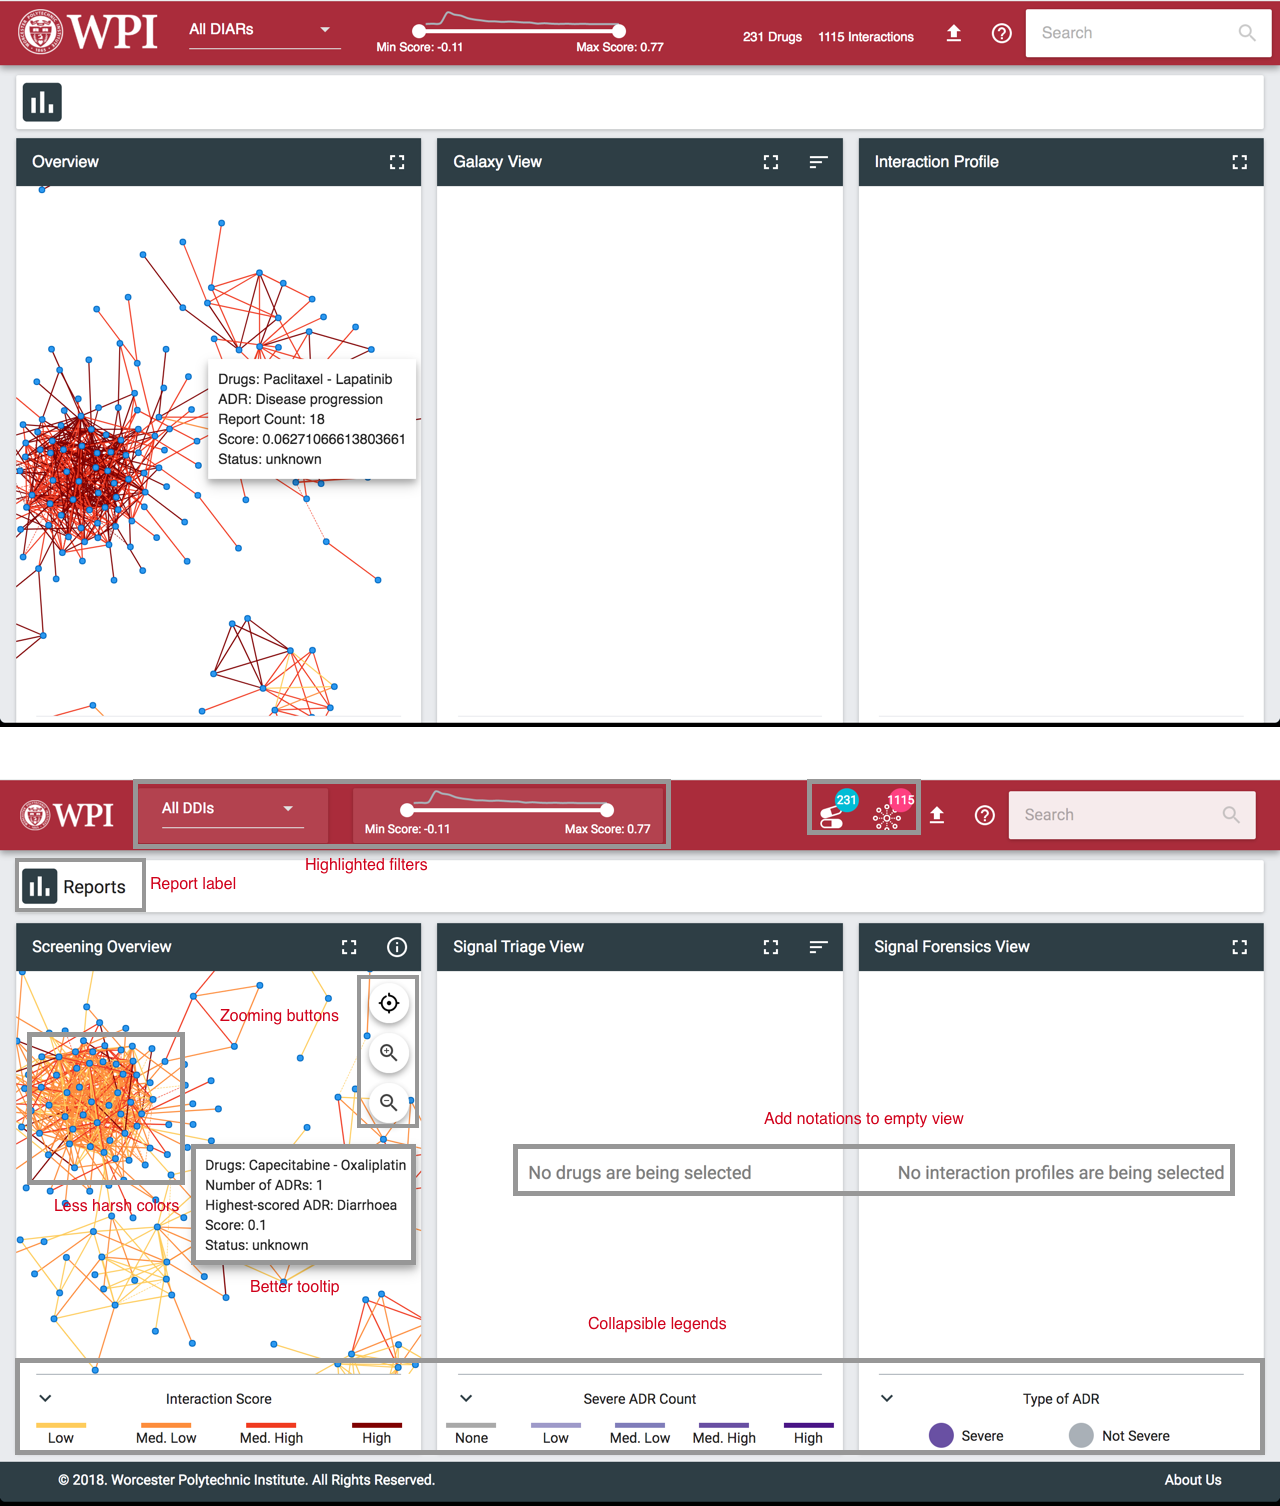 WPI
All DIARs
Min Score: -0.11
Max Score: 0.77
231 Drugs
1115 Interactions
Search
Overview
Galaxy View
Interaction Profile
Drugs: Paclitaxel - Lapatinib
ADR: Disease progression
Report Count: 18
Score: 0.06271066613803661
Status: unknown
WPI
All DDIs
Min Score: -0.11
Max Score: 0.77
231
1115
Search
Highlighted filters
Reports
Report label
Screening Overview
Signal Triage View
Signal Forensics View
Zooming buttons
Add notations to empty view
No drugs are being selected
No interaction profiles are being selected
Less harsh colors
Drugs: Capecitabine - Oxaliplatin
Number of ADRs: 1
Highest-scored ADR: Diarrhoea
Score: 0.1
Status: unknown
Better tooltip
Collapsible legends
Interaction Score
Low
Med. Low
Med. High
High
Severe ADR Count
None
Low
Med. Low
Med. High
High
Type of ADR
Severe
Not Severe
© 2018. Worcester Polytechnic Institute. All Rights Reserved.
About Us